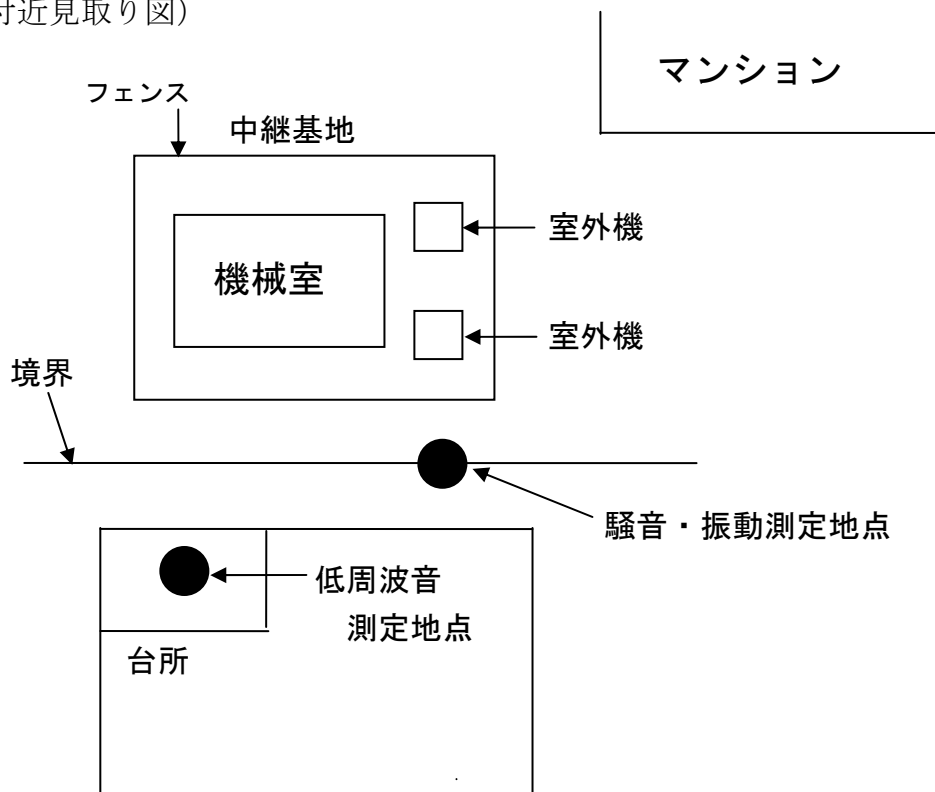 付近見取り図）
マンション
フェンス
中継基地
室外機
機械室
室外機
境界
騒音・振動測定地点
低周波音
測定地点
台所